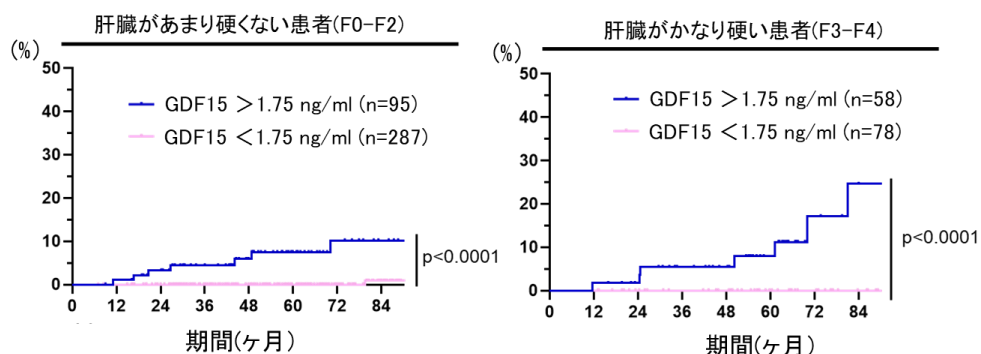 肝臓があまり硬くない患者(F0-F2)
(%)
50
40
30
20
10
0
GDF15 ＞1.75 ng/ml (n=95)
GDF15 ＜1.75 ng/ml (n=287)
p<0.0001
0 12 24 36 48 60 72 84
期間(ヶ月)
肝臓がかなり硬い患者(F3-F4)
(%)
50
40
30
20
10
0
GDF15 ＞1.75 ng/ml (n=58)
GDF15 ＜1.75 ng/ml (n=78)
p<0.0001
0 12 24 36 48 60 72 84
期間(ヶ月)